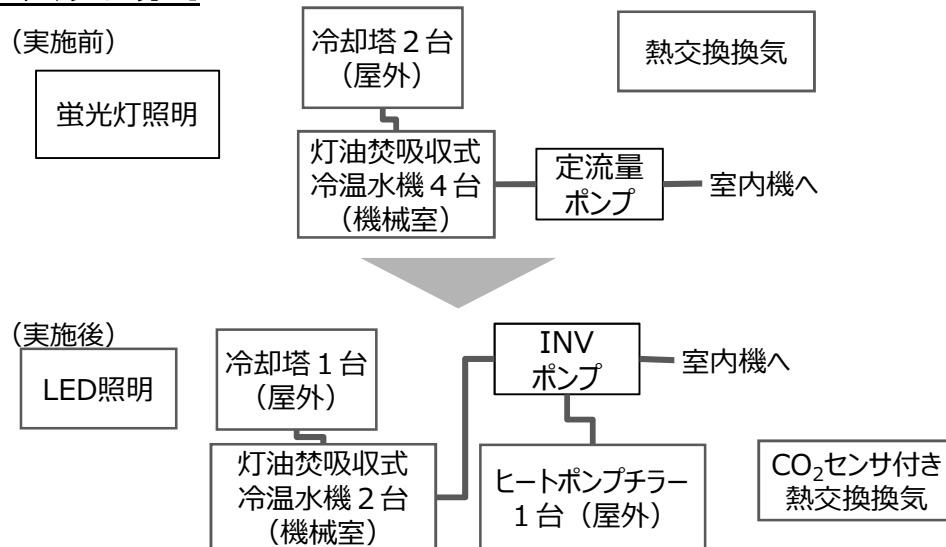 （実施前）
蛍光灯照明
冷却塔２台
（屋外）
熱交換換気
灯油焚吸収式
冷温水機４台
（機械室）
定流量
ポンプ
室内機へ
（実施後）
LED照明
冷却塔１台
（屋外）
INV
ポンプ
室内機へ
灯油焚吸収式
冷温水機２台
（機械室）
ヒートポンプチラー
１台（屋外）
CO₂センサ付き
熱交換換気